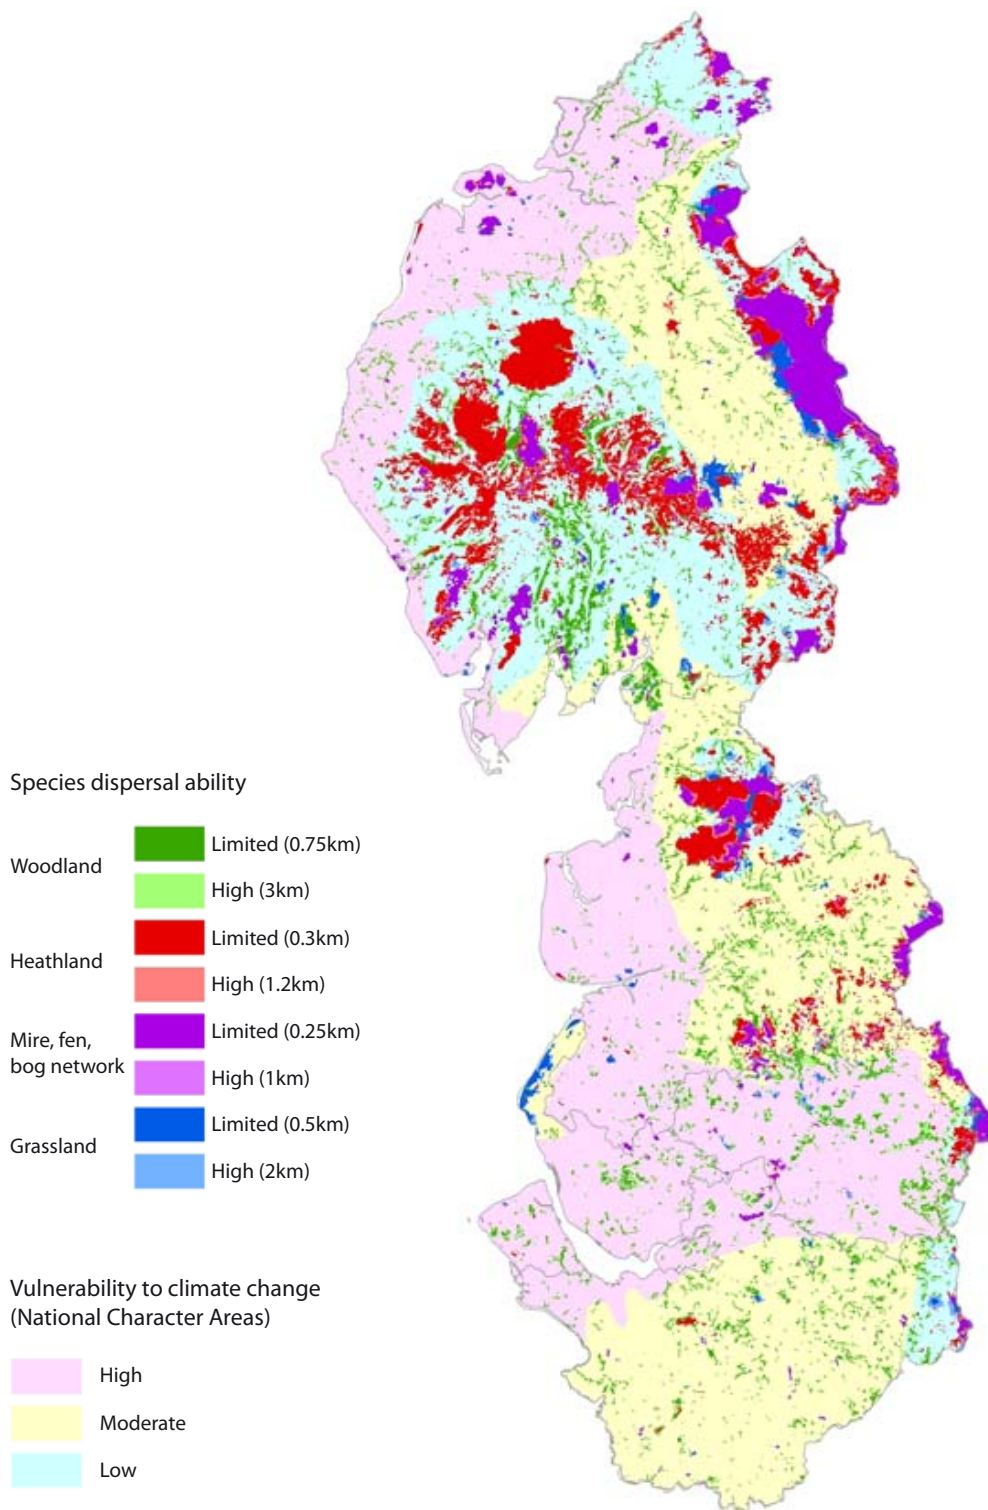 Species dispersal ability
Woodland
Limited (0.75km)
High (3km)
Heathland
Limited (0.3km)
High (1.2km)
Mire, fen,
bog network
Limited (0.25km)
High (1km)
Grassland
Limited (0.5km)
High (2km)
Vulnerability to climate change
(National Character Areas)
High
Moderate
Low